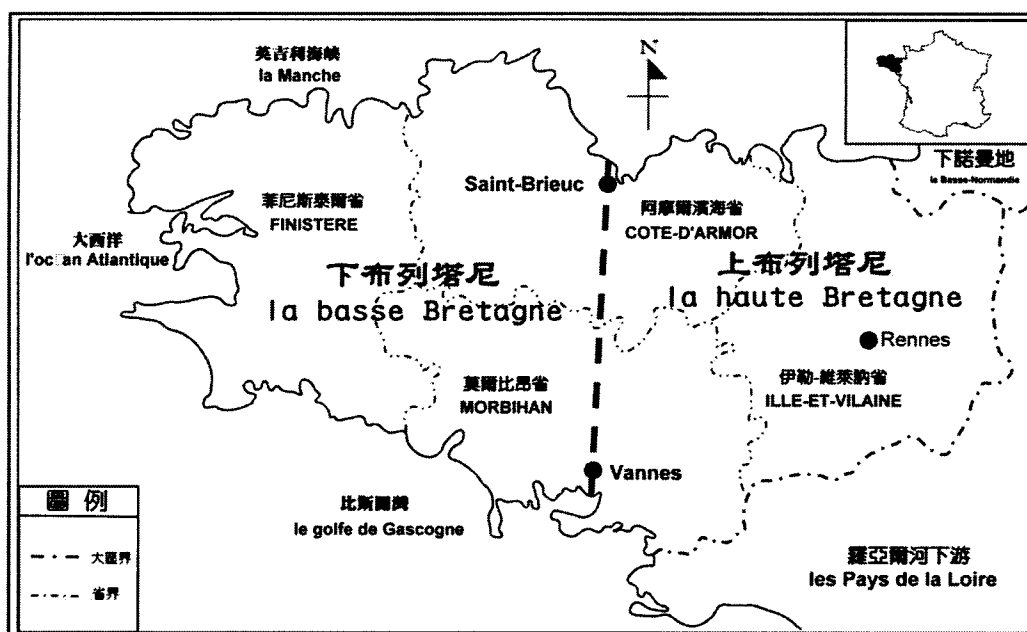 英吉利海峽
la Manche
N
下諾曼地
la Basse-Normandie
Saint-Brieuc
菲尼斯泰爾省
FINISTERE
阿摩爾濱海省
COTE-D'ARMOR
大西洋
l'oc□an Atlantique
下布列塔尼
la basse Bretagne
上布列塔尼
la haute Bretagne
Rennes
莫爾比昂省
MORBIHAN
伊勒-維萊訥省
ILLE-ET-VILAINE
Vannes
圖例
大區界
省界
比斯開灣
le golfe de Gascogne
羅亞爾河下游
les Pays de la Loire